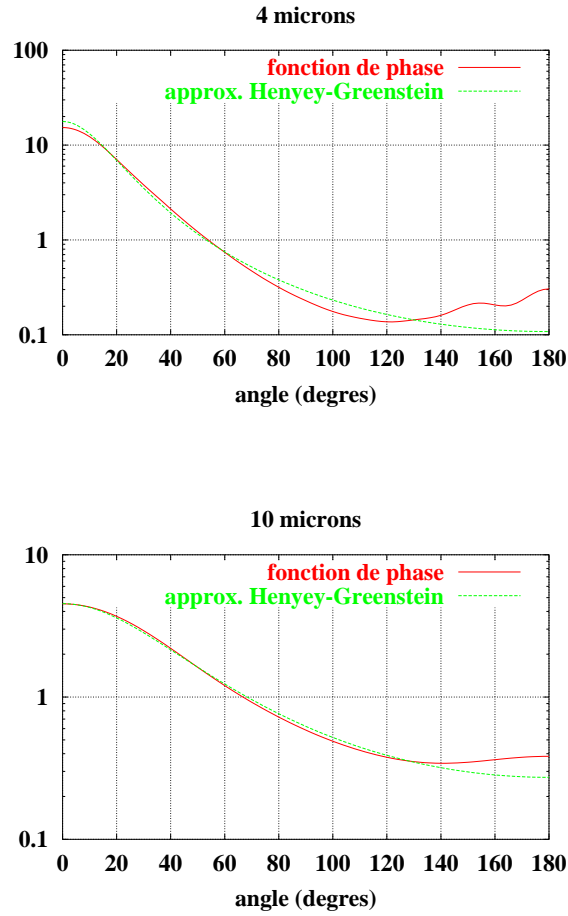 4 microns
100
fonction de phase
approx. Henyey-Greenstein
10
1
0.1
0 20 40 60 80 100 120 140 160 180
angle (degres)
10 microns
10
fonction de phase
approx. Henyey-Greenstein
1
0.1
0 20 40 60 80 100 120 140 160 180
angle (degres)